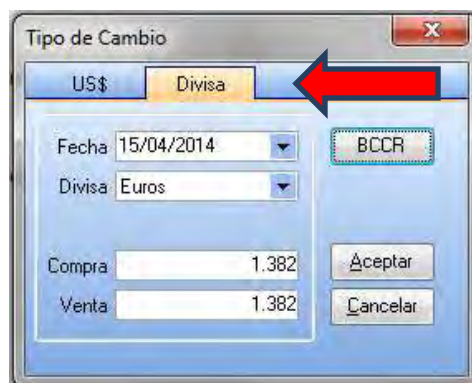 Tipo de Cambio
US$ Divisa
Fecha 15/04/2014 BCCR
Divisa Euros
Compra 1.382 Aceptar
Venta 1.382 Cancelar